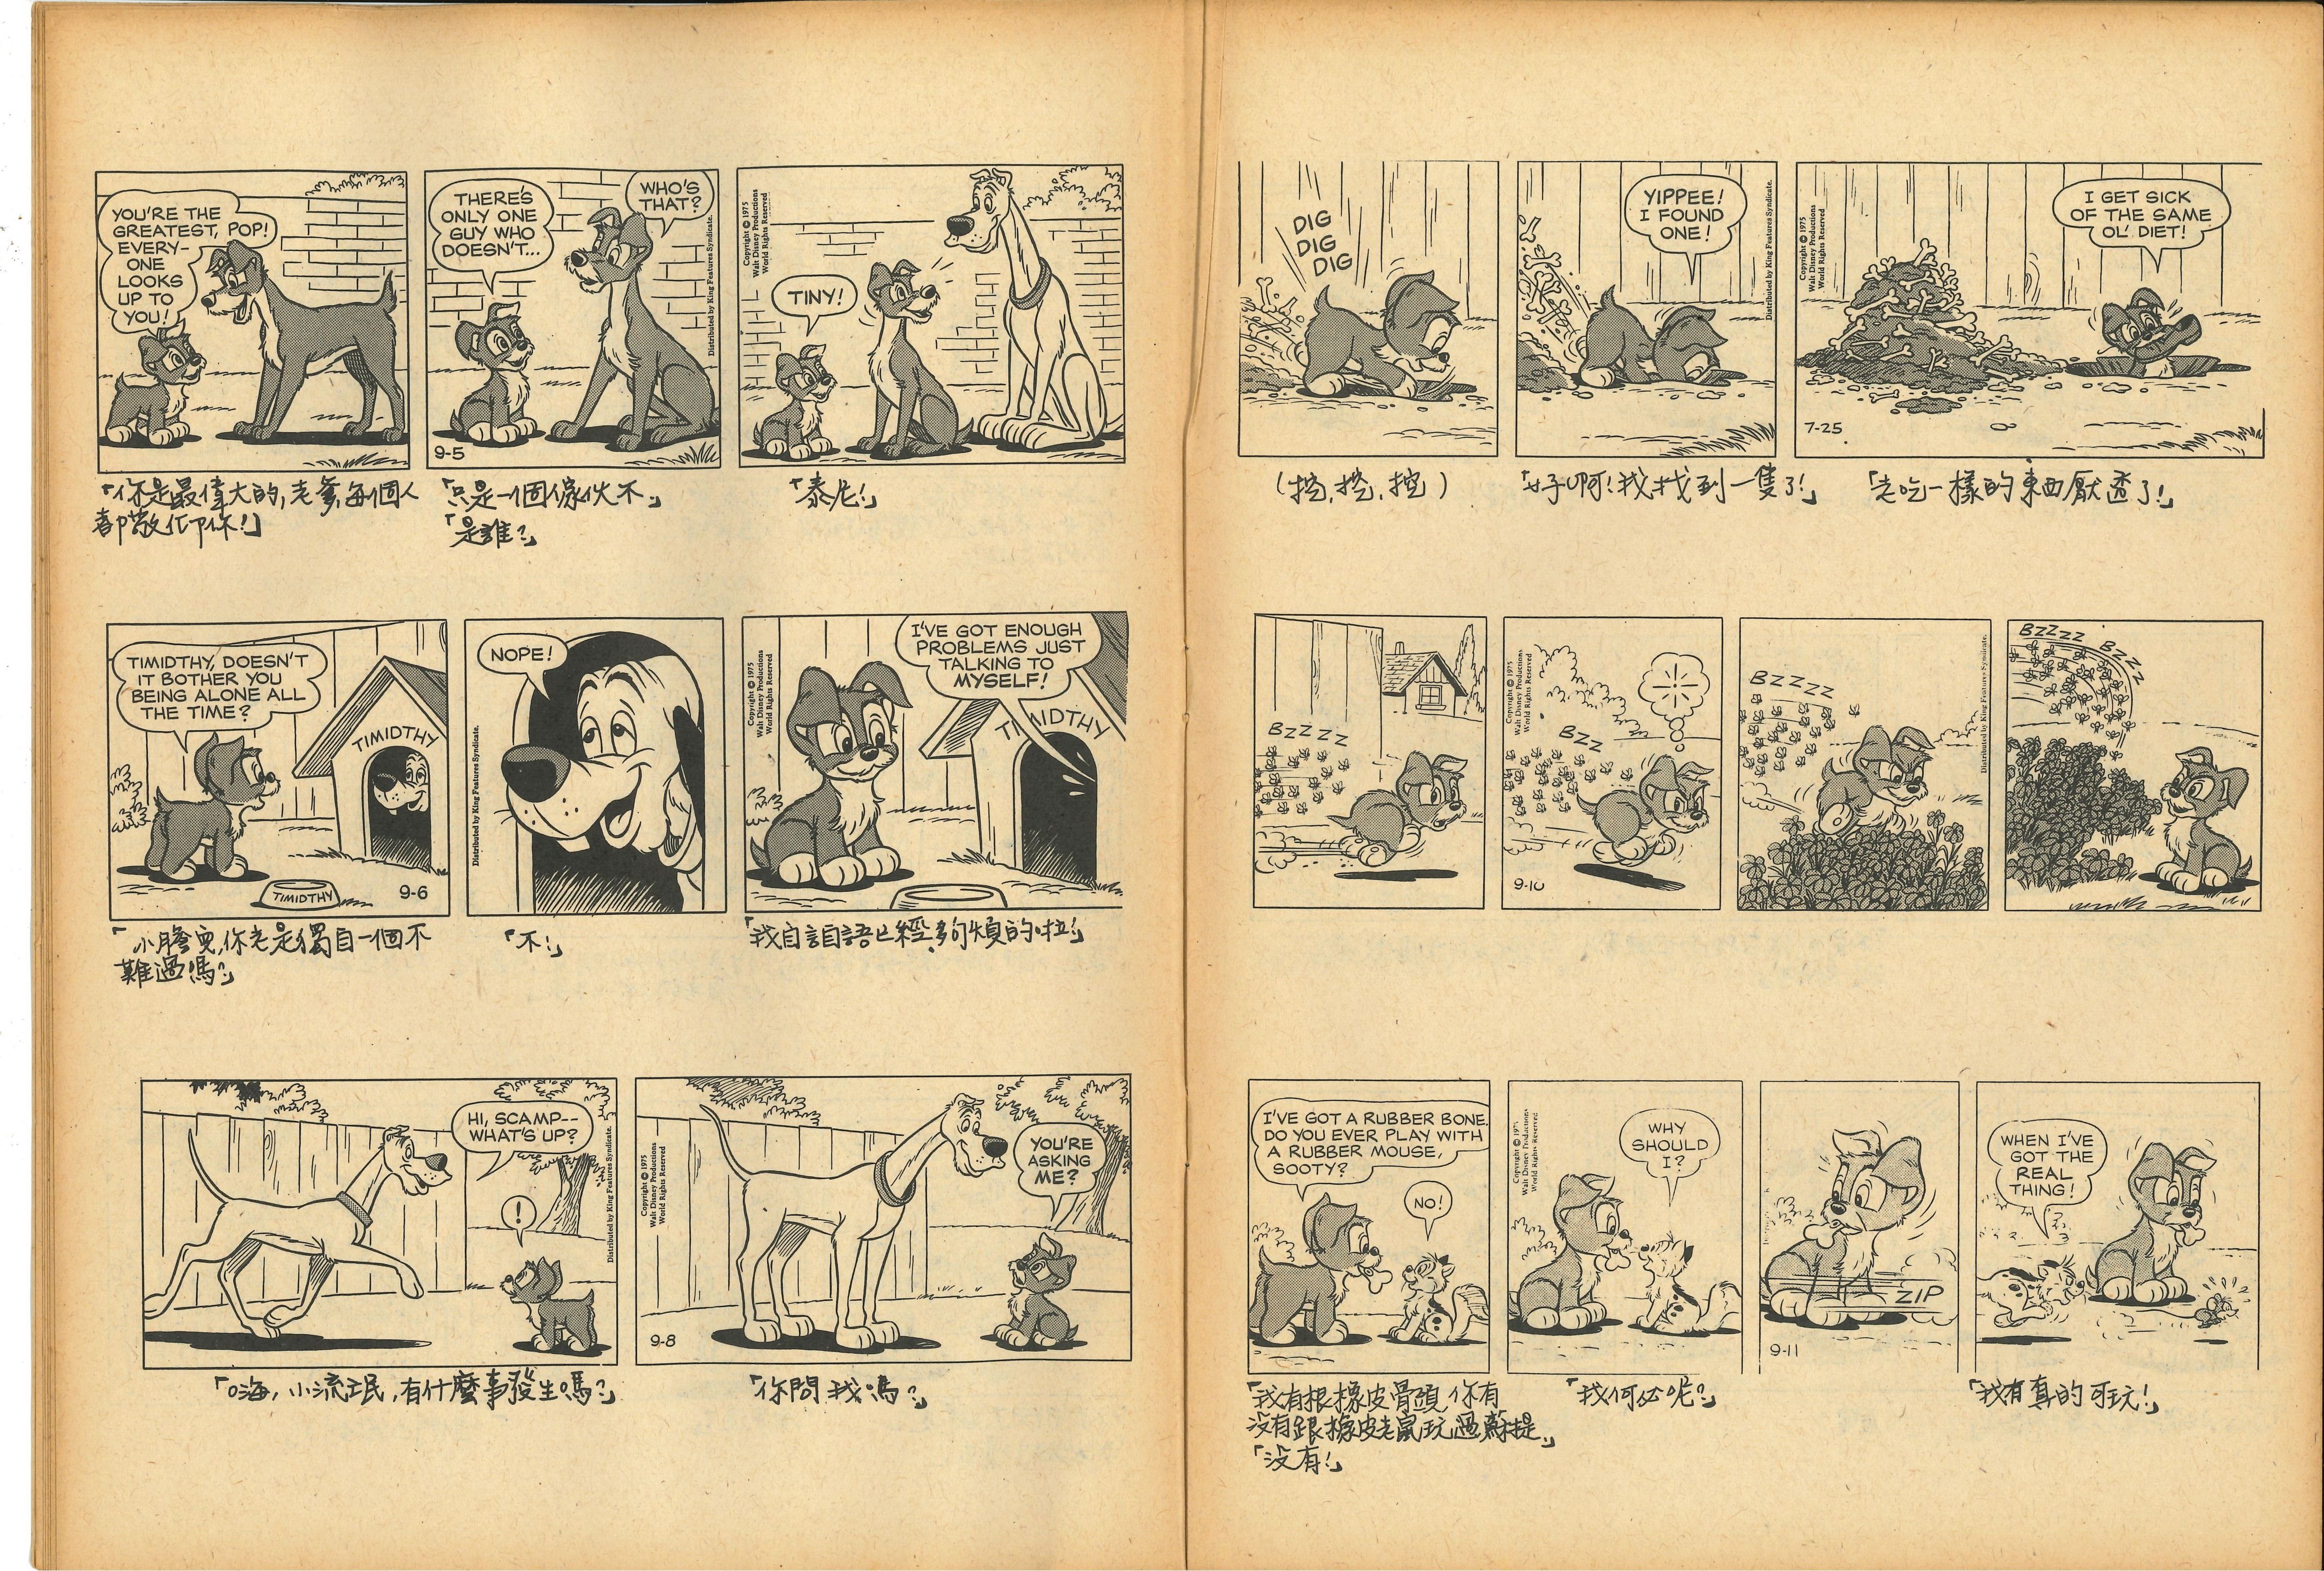 YOU'RE THE
GREATEST, POP!
EVERY-
ONE
LOOKS
UP TO
YOU!
THERE'S
ONLY ONE
GUY WHO
DOESN'T...
WHO'S
THAT?
9-5
Distributed by King Features Syndicate.
Copyright © 1975
Walt Disney Productions
World Rights Reserved
TINY!
「你是最偉大的,老爹,每個人
都敬仰你!」
「只是一個傢伙不」
「是誰?」
「泰尼!」
TIMIDTHY, DOESN'T
IT BOTHER YOU
BEING ALONE ALL
THE TIME?
TIMIDTHY
TIMIDTHY
9-6
NOPE!
Distributed by King Features Syndicate.
Copyright © 1975
Walt Disney Productions
World Rights Reserved
I'VE GOT ENOUGH
PROBLEMS JUST
TALKING TO
MYSELF!
TIMIDTHY
「小膽鬼,你老是獨自一個不
難過嗎?」
「不!」
「我自言自語已經夠煩的啦!」
HI, SCAMP--
WHAT'S UP?
!
Distributed by King Features Syndicate.
Copyright © 1975
Walt Disney Productions
World Rights Reserved
YOU'RE
ASKING
ME?
9-8
「嗨,小流氓,有什麼事發生嗎?」
「你問我嗎?」
DIG
DIG
DIG
YIPPEE!
I FOUND
ONE!
Distributed by King Features Syndicate.
Copyright © 1975
Walt Disney Productions
World Rights Reserved
I GET SICK
OF THE SAME
OL' DIET!
7-25
(挖,挖,挖)
「好啊!我找到一隻了!」
「老吃一樣的東西厭透了!」
BZZZZZ
Copyright © 1975
Walt Disney Productions
World Rights Reserved
BZZZ
9-10
BZZZZZ
Distributed by King Features Syndicate.
BZZZZZ
BZZZ
I'VE GOT A RUBBER BONE.
DO YOU EVER PLAY WITH
A RUBBER MOUSE,
SOOTY?
NO!
Copyright © 1975
Walt Disney Productions
World Rights Reserved
WHY
SHOULD
I?
ZIP
9-11
WHEN I'VE
GOT THE
REAL
THING!
「我有根橡皮骨頭,你有
沒有跟橡皮老鼠玩過蘇提」
「沒有!」
「我何必呢?」
「我有真的可玩!」